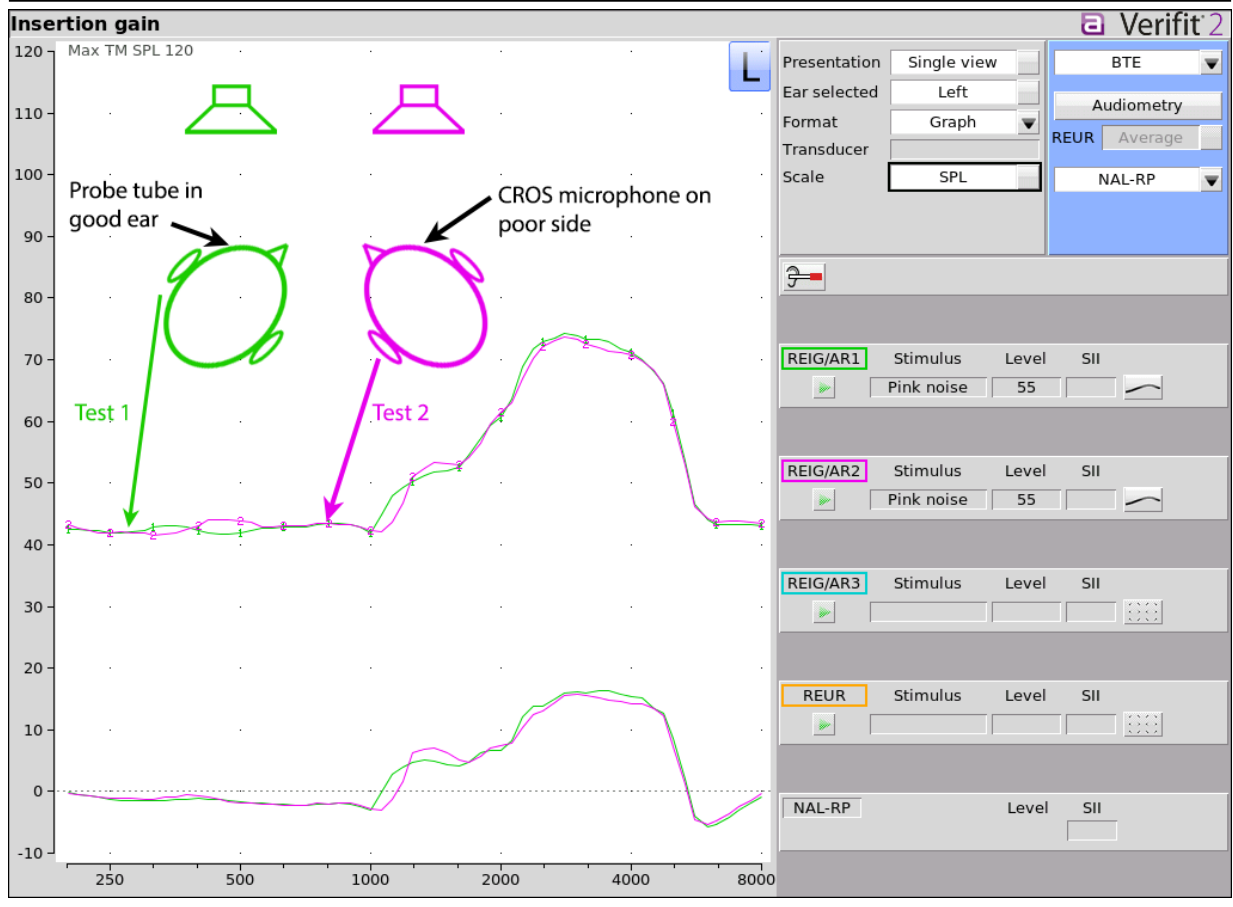 Insertion gain
a Verifit 2
120
Max TM SPL 120
L
110
100
90
80
70
60
50
40
30
20
10
0
-10
250 500 1000 2000 4000 8000
Probe tube in
good ear
CROS microphone on
poor side
Test 1
Test 2
Presentation Single view
Ear selected Left
Format Graph
Transducer
Scale SPL
BTE
Audiometry
REUR Average
NAL-RP
REIG/AR1 Stimulus Level SII
Pink noise 55
REIG/AR2 Stimulus Level SII
Pink noise 55
REIG/AR3 Stimulus Level SII
REUR Stimulus Level SII
NAL-RP Level SII